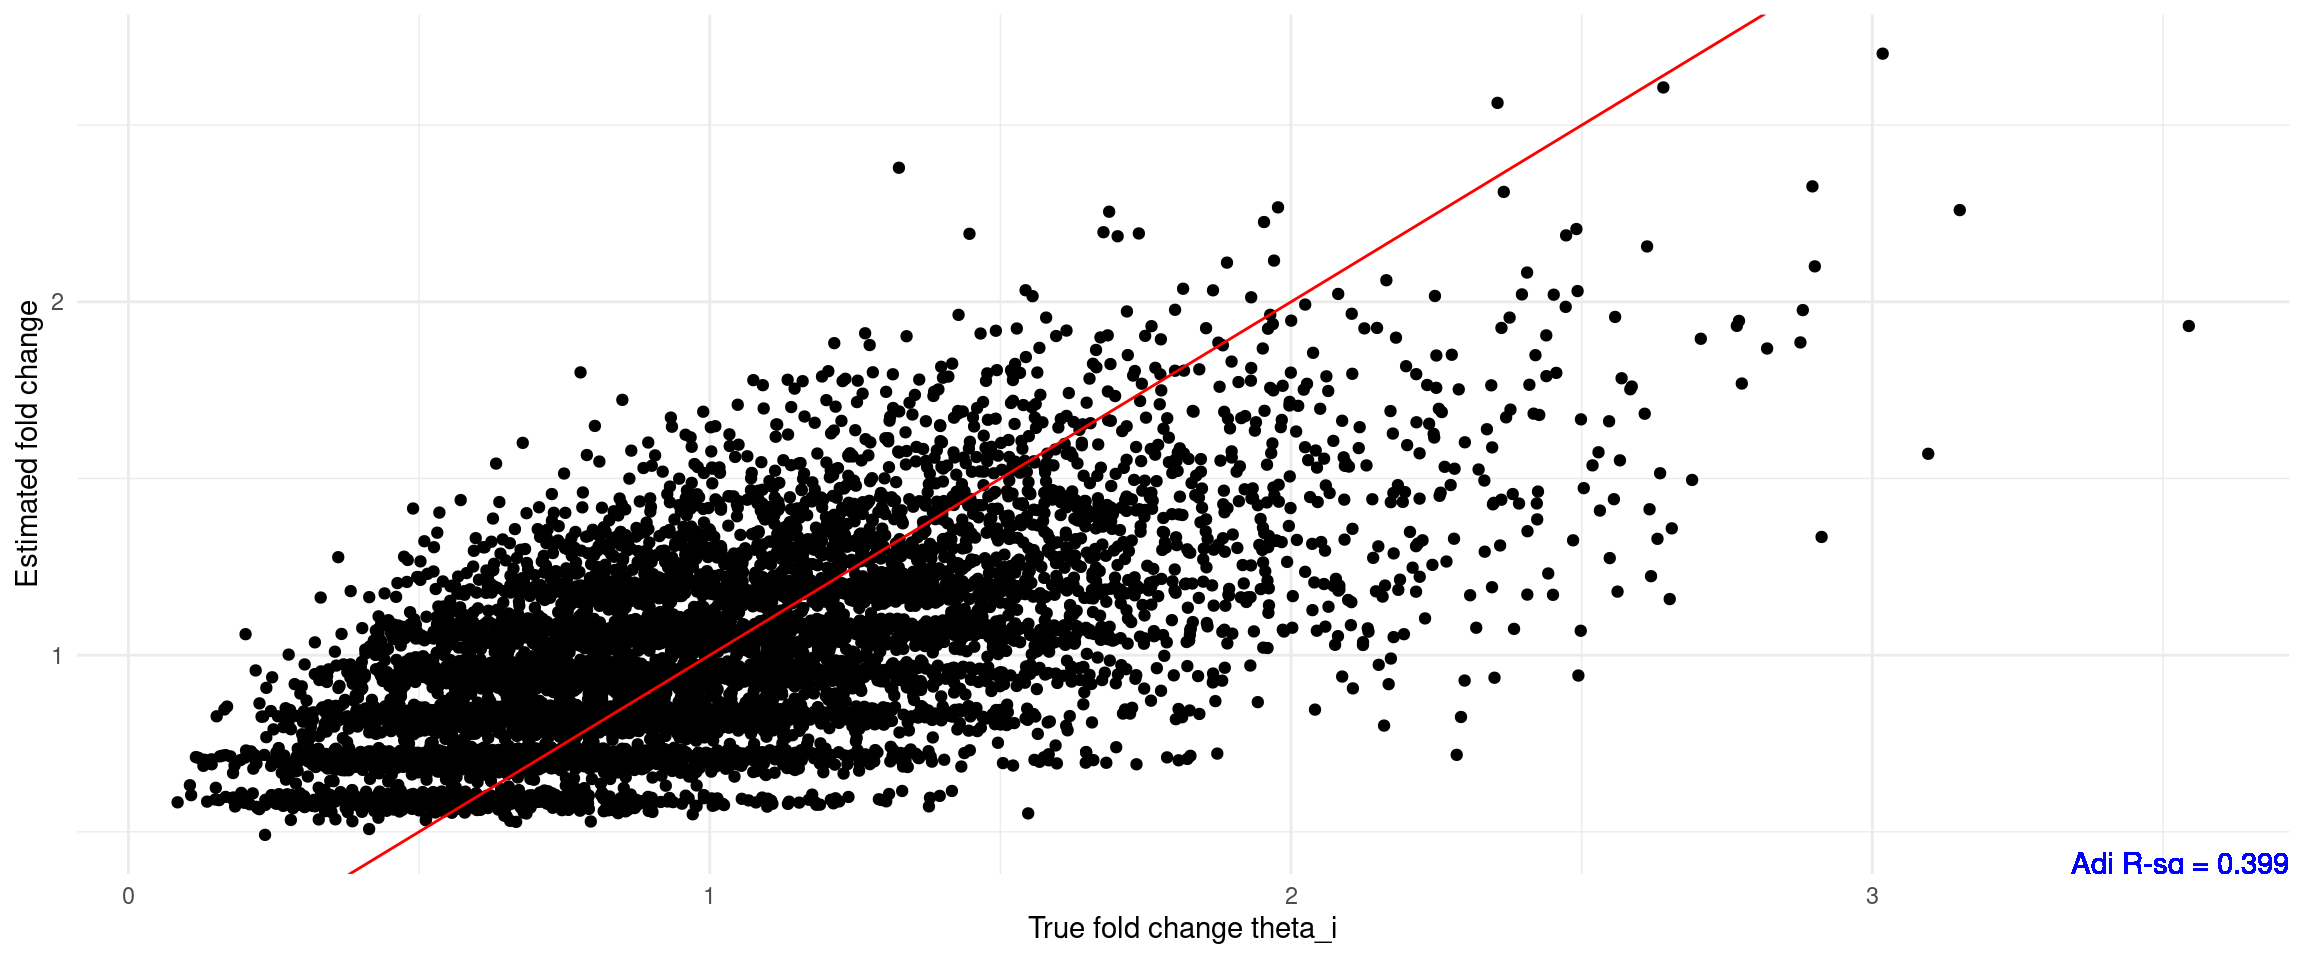 Estimated fold change
2
1
Adj R-sq = 0.399
0 1 2 3
True fold change theta_i